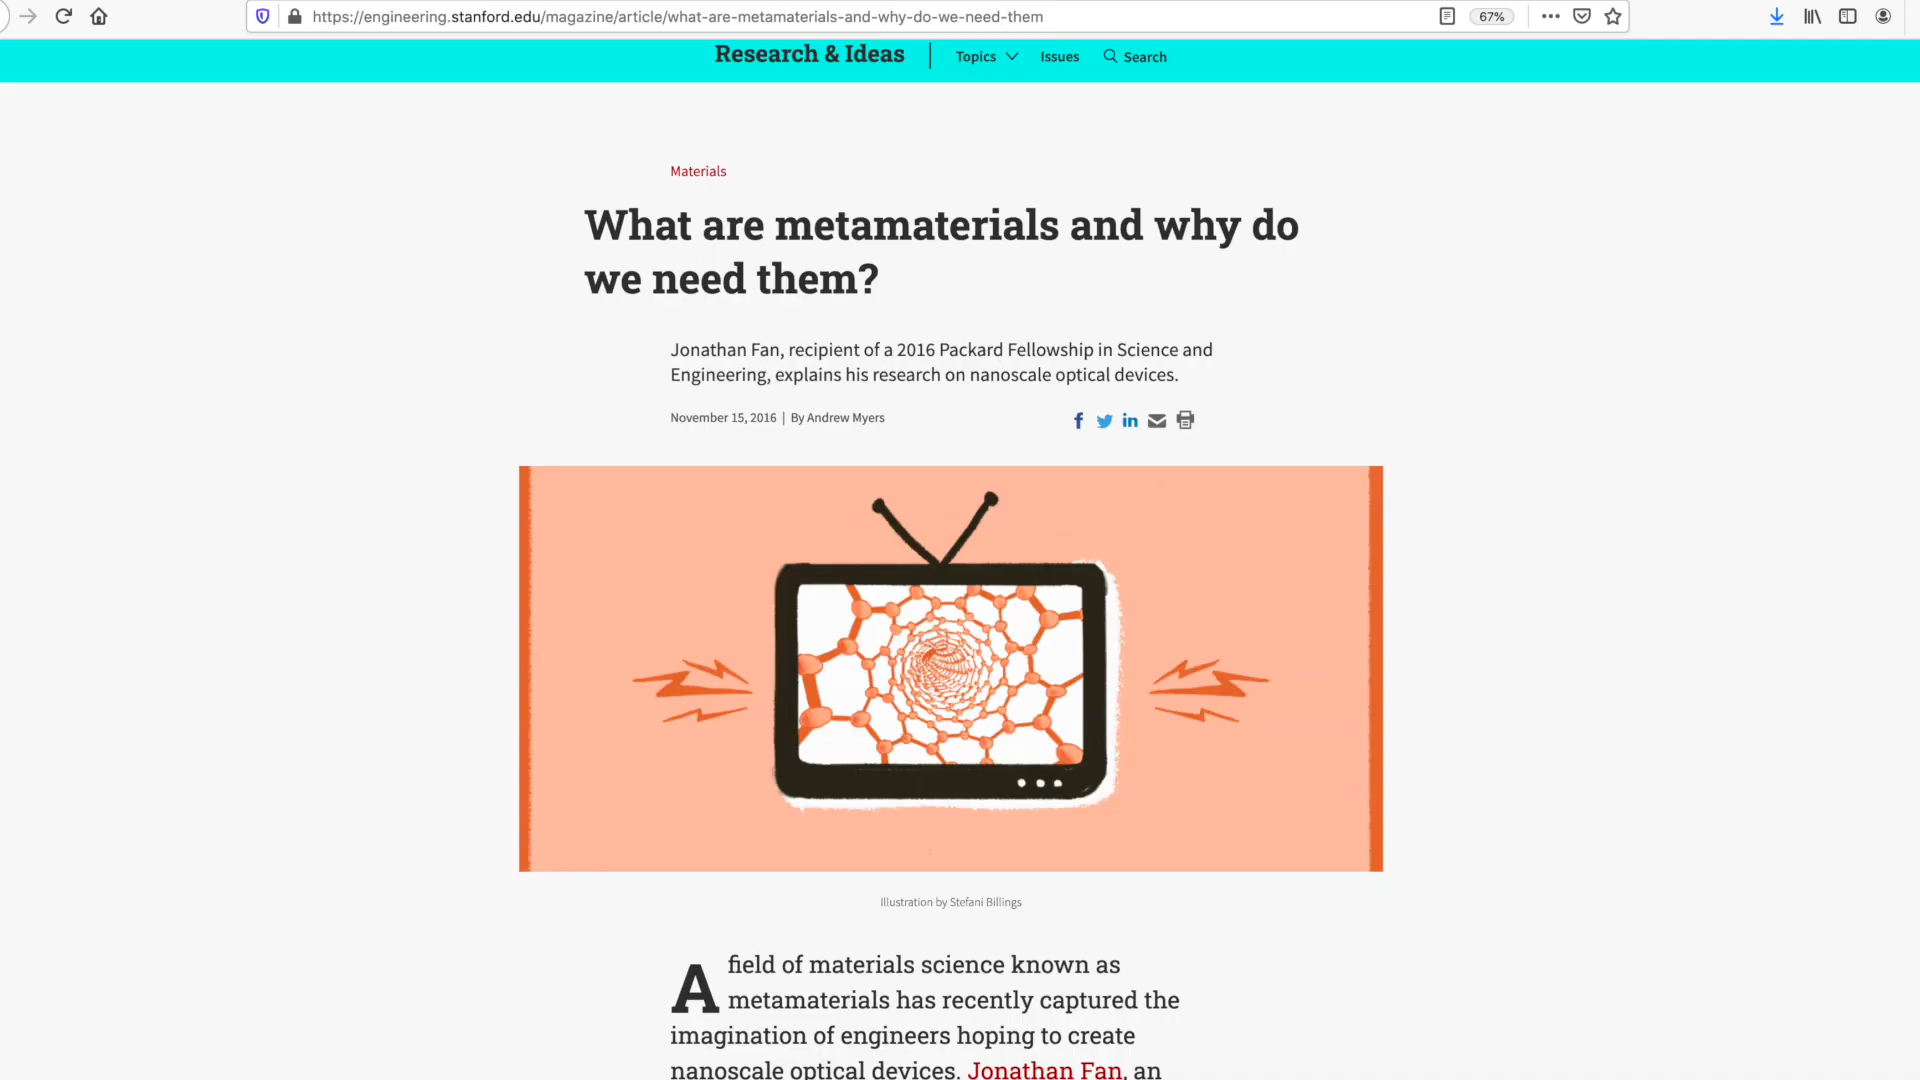 https://engineering.stanford.edu/magazine/article/what-are-metamaterials-and-why-do-we-need-them
67%
Research & Ideas
Topics
Issues
Search
Materials
What are metamaterials and why do
we need them?
Jonathan Fan, recipient of a 2016 Packard Fellowship in Science and
Engineering, explains his research on nanoscale optical devices.
November 15, 2016 | By Andrew Myers
Illustration by Stefani Billings
A field of materials science known as
metamaterials has recently captured the
imagination of engineers hoping to create
nanoscale optical devices. Jonathan Fan, an